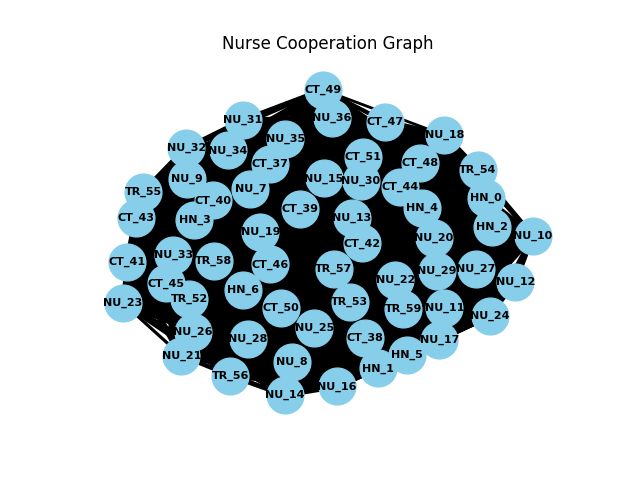 Nurse Cooperation Graph
CT_49
NU_31
NU_36
CT_47
NU_18
NU_35
NU_32
NU_34
CT_51
CT_37
CT_48
TR_54
NU_9
NU_15
NU_30
CT_44
NU_7
TR_55
CT_40
HN_0
CT_39
HN_4
CT_43
HN_3
NU_13
HN_2
NU_19
NU_20
NU_10
CT_42
NU_33
TR_58
CT_41
CT_46
TR_57
NU_29
NU_27
NU_22
NU_12
CT_45
HN_6
TR_52
NU_23
TR_53
CT_50
TR_59
NU_11
NU_24
NU_26
NU_25
NU_28
CT_38
NU_17
NU_21
HN_5
NU_8
HN_1
TR_56
NU_16
NU_14